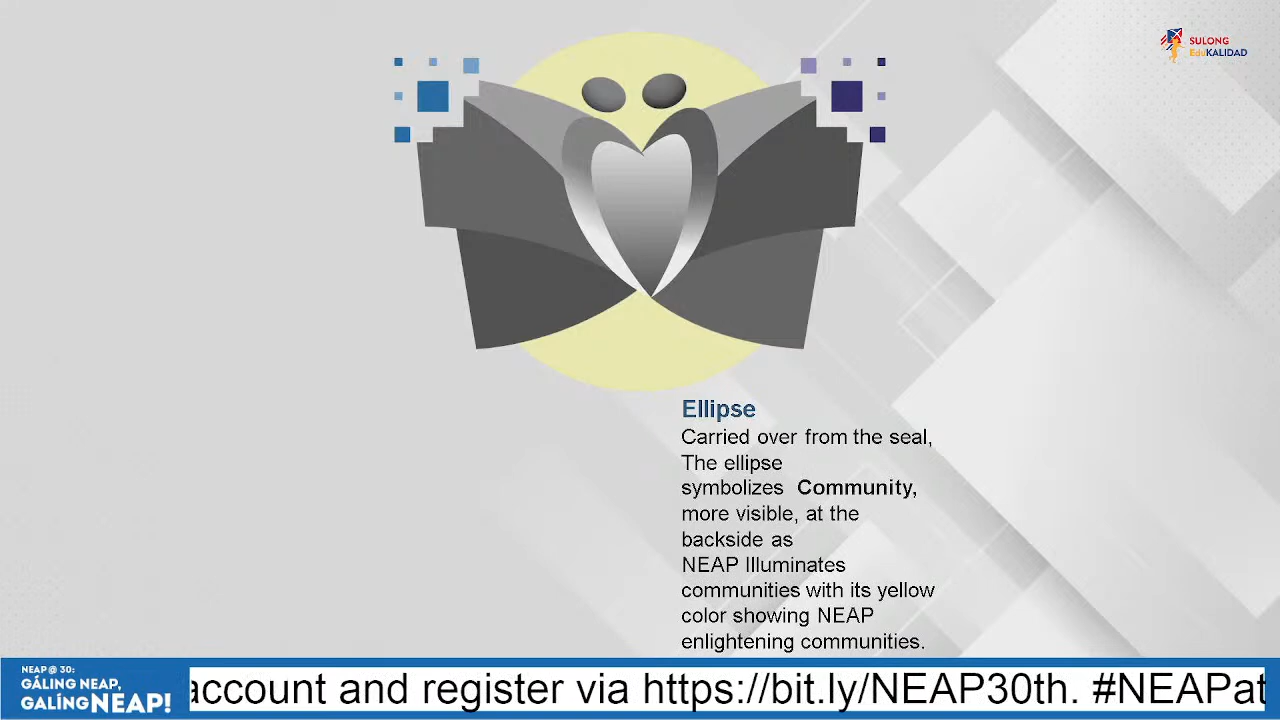 SULONG
EduKALIDAD
Ellipse
Carried over from the seal,
The ellipse
symbolizes Community,
more visible, at the
backside as
NEAP Illuminates
communities with its yellow
color showing NEAP
enlightening communities.
NEAP @ 30:
GÁLING NEAP,
GALÍNG NEAP!
account and register via https://bit.ly/NEAP30th. #NEAPat